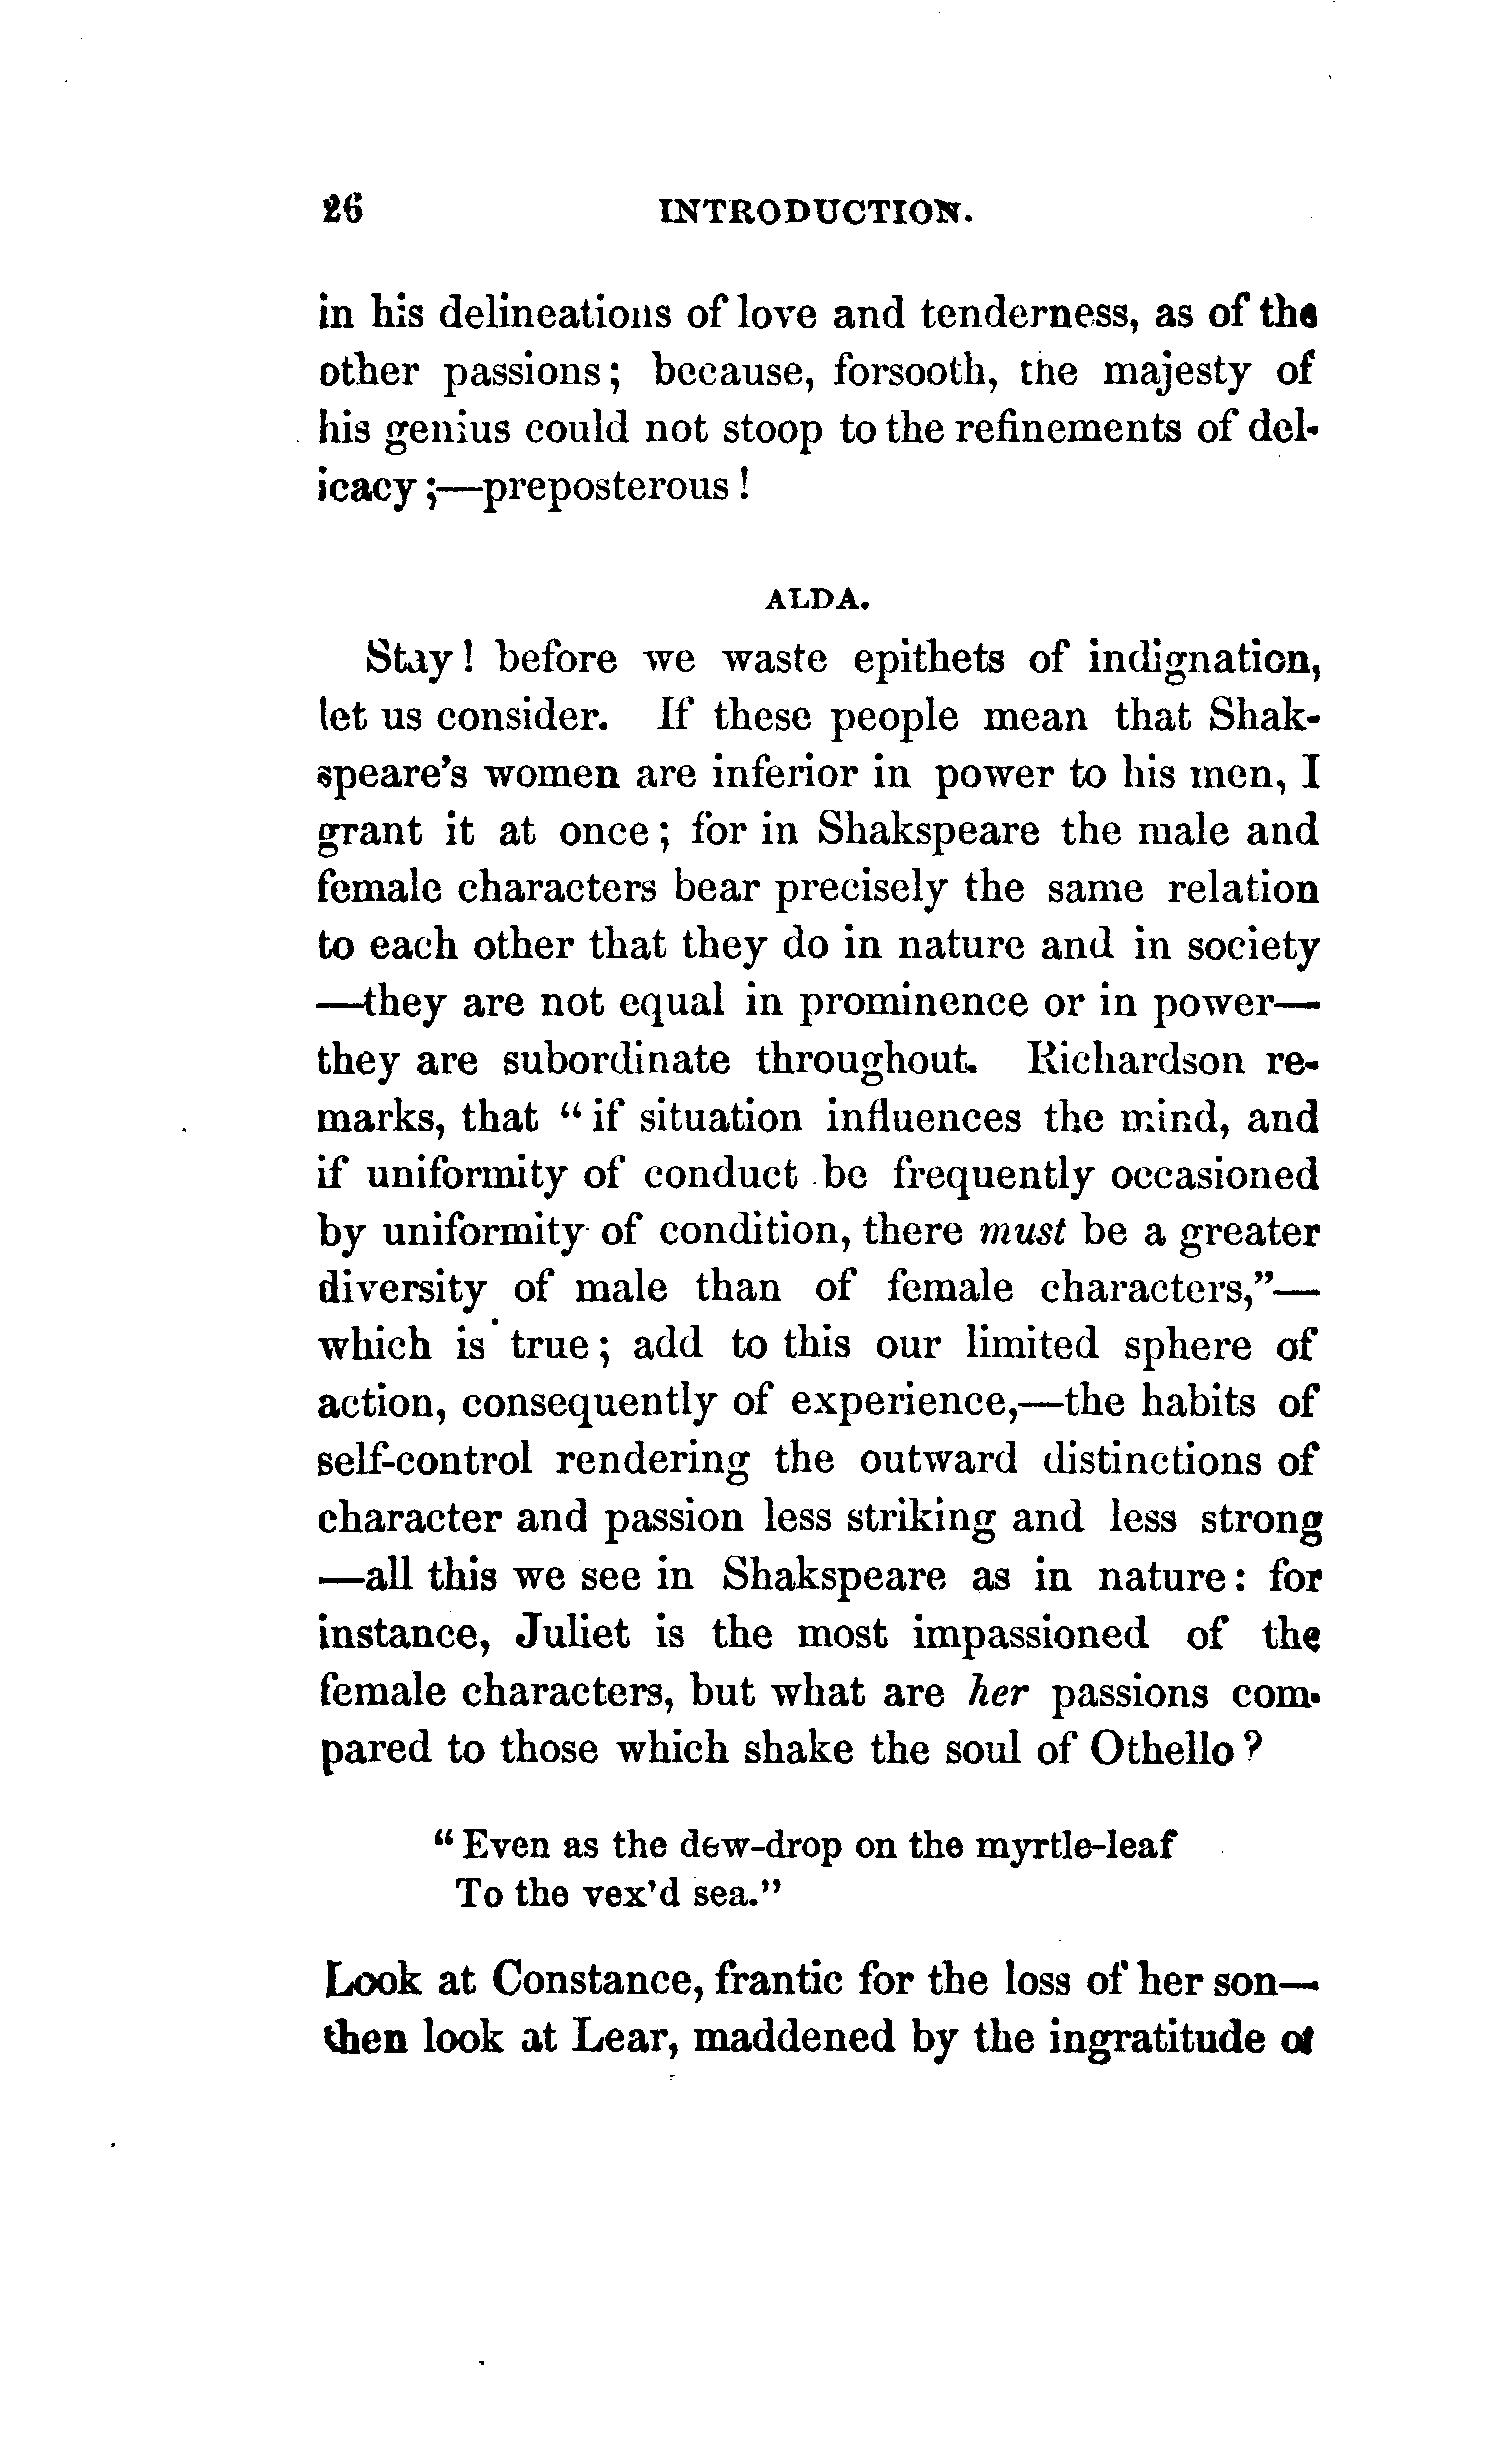 26 INTRODUCTION.
in his delineations of love and tenderness, as of the
other passions; because, forsooth, the majesty of
his genius could not stoop to the refinements of del-
icacy;—preposterous!
ALDA.
Stay! before we waste epithets of indignation,
let us consider. If these people mean that Shak-
speare's women are inferior in power to his men, I
grant it at once; for in Shakspeare the male and
female characters bear precisely the same relation
to each other that they do in nature and in society
—they are not equal in prominence or in power—
they are subordinate throughout. Richardson re-
marks, that "if situation influences the mind, and
if uniformity of conduct be frequently occasioned
by uniformity of condition, there must be a greater
diversity of male than of female characters,"—
which is true; add to this our limited sphere of
action, consequently of experience,—the habits of
self-control rendering the outward distinctions of
character and passion less striking and less strong
—all this we see in Shakspeare as in nature: for
instance, Juliet is the most impassioned of the
female characters, but what are her passions com-
pared to those which shake the soul of Othello?
"Even as the dew-drop on the myrtle-leaf
To the vex'd sea."
Look at Constance, frantic for the loss of her son—
then look at Lear, maddened by the ingratitude of